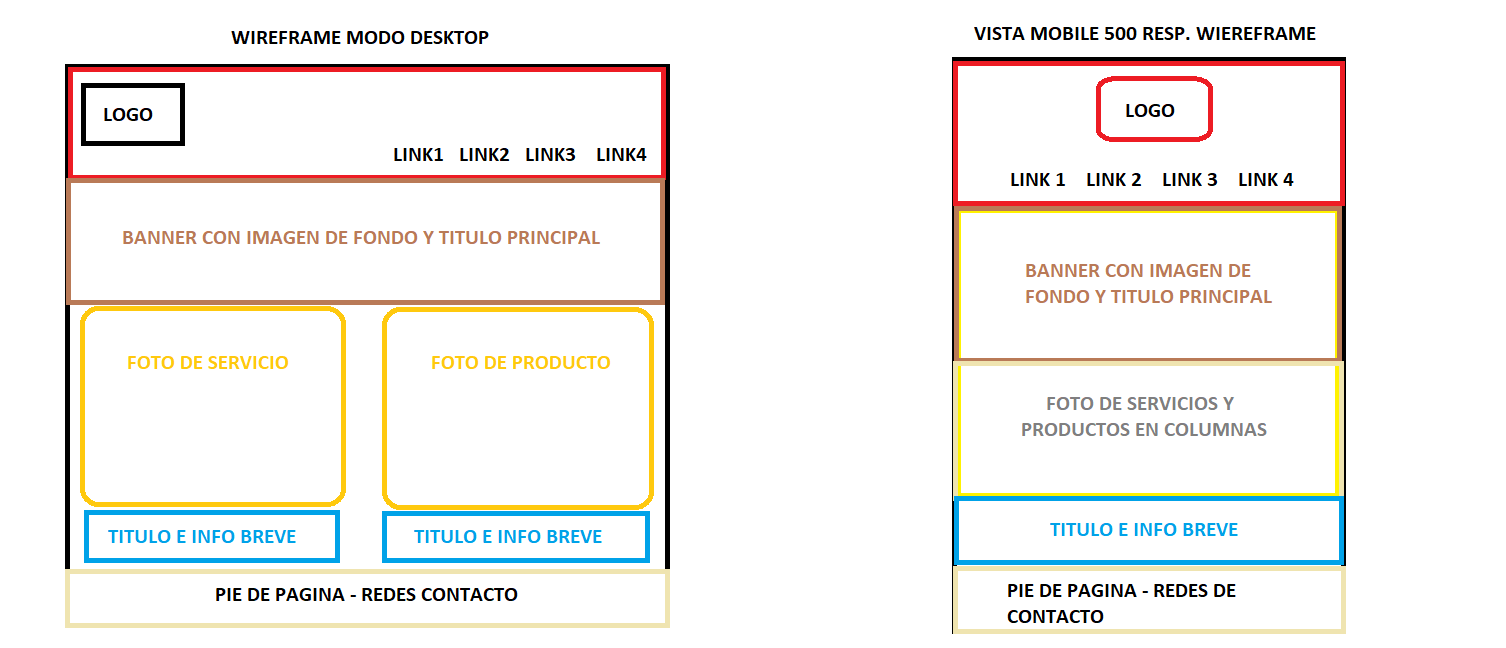 WIREFRAME MODO DESKTOP
LOGO
LINK1 LINK2 LINK3 LINK4
BANNER CON IMAGEN DE FONDO Y TITULO PRINCIPAL
FOTO DE SERVICIO
FOTO DE PRODUCTO
TITULO E INFO BREVE
TITULO E INFO BREVE
PIE DE PAGINA - REDES CONTACTO
VISTA MOBILE 500 RESP. WIEREFRAME
LOGO
LINK 1 LINK 2 LINK 3 LINK 4
BANNER CON IMAGEN DE
FONDO Y TITULO PRINCIPAL
FOTO DE SERVICIOS Y
PRODUCTOS EN COLUMNAS
TITULO E INFO BREVE
PIE DE PAGINA - REDES DE
CONTACTO